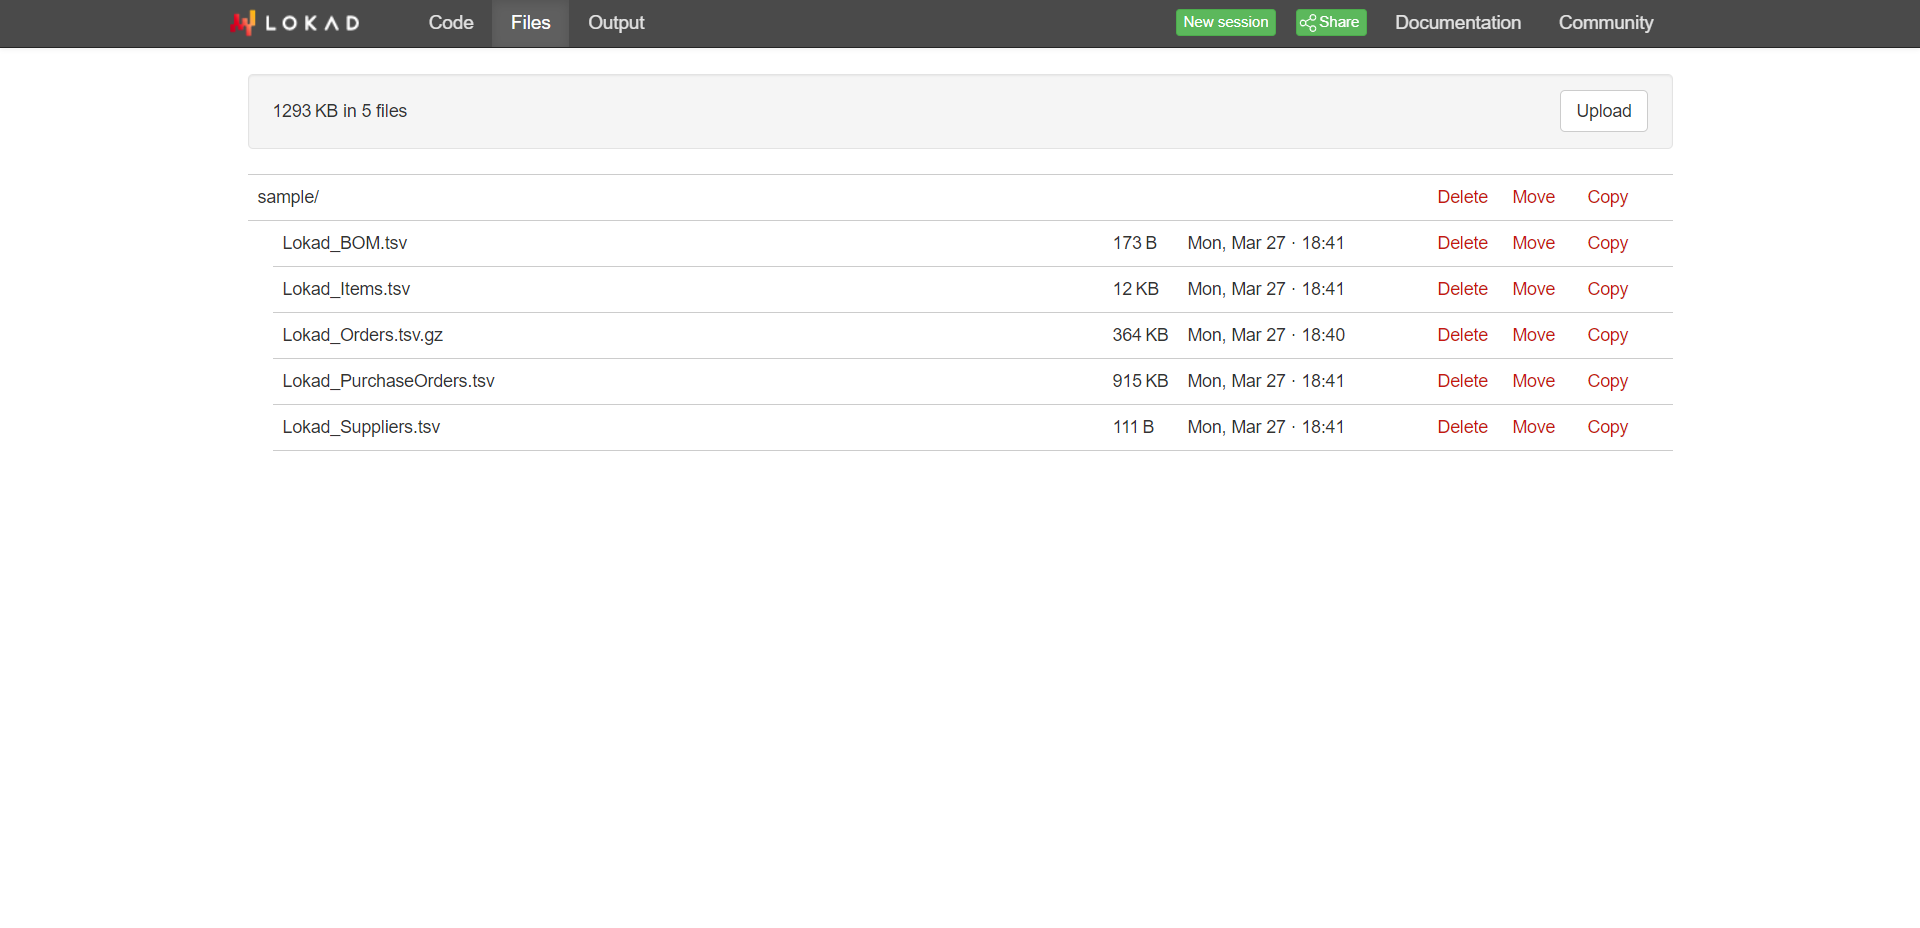 LOKAD Code Files Output New session Share Documentation Community
1293 KB in 5 files Upload
sample/ Delete Move Copy
Lokad_BOM.tsv 173 B Mon, Mar 27 · 18:41 Delete Move Copy
Lokad_Items.tsv 12 KB Mon, Mar 27 · 18:41 Delete Move Copy
Lokad_Orders.tsv.gz 364 KB Mon, Mar 27 · 18:40 Delete Move Copy
Lokad_PurchaseOrders.tsv 915 KB Mon, Mar 27 · 18:41 Delete Move Copy
Lokad_Suppliers.tsv 111 B Mon, Mar 27 · 18:41 Delete Move Copy